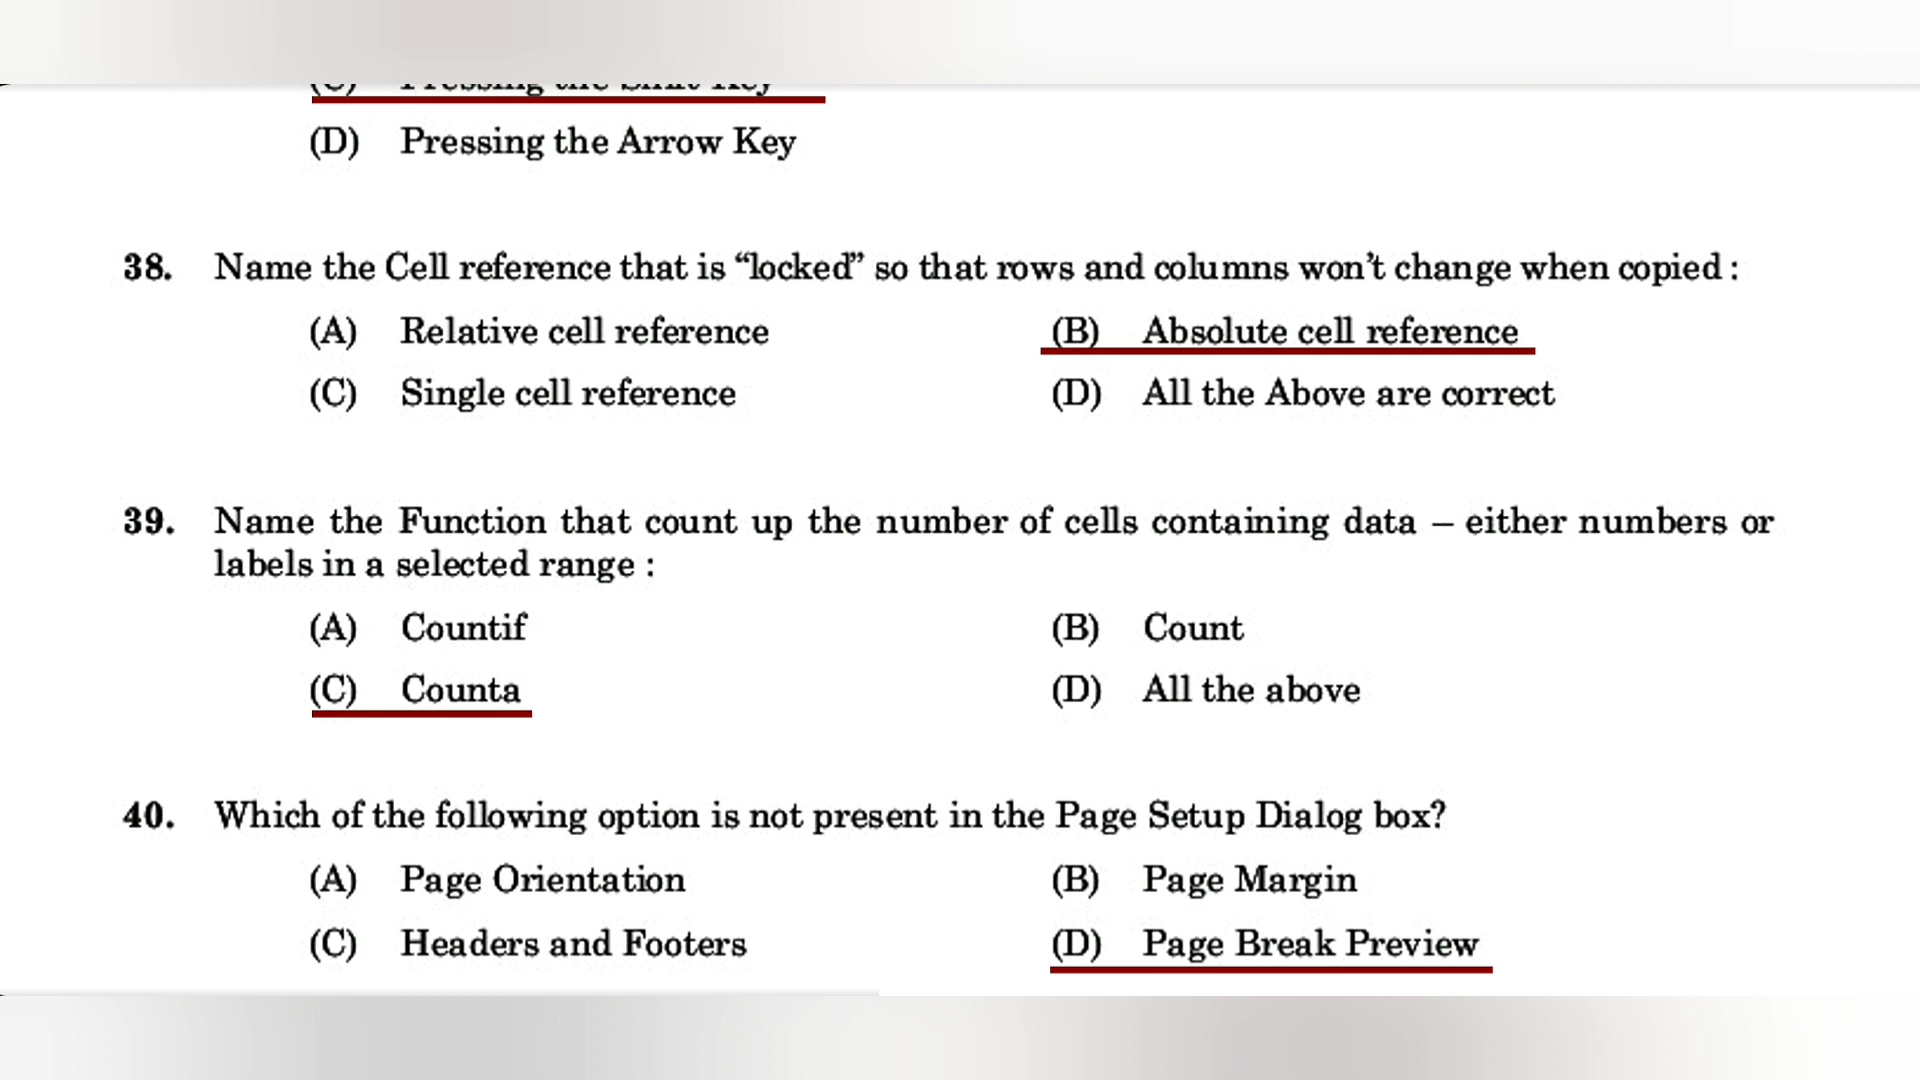 (C) Pressing the Shift Key
(D) Pressing the Arrow Key
38. Name the Cell reference that is “locked” so that rows and columns won’t change when copied :
(A) Relative cell reference (B) Absolute cell reference
(C) Single cell reference (D) All the Above are correct
39. Name the Function that count up the number of cells containing data – either numbers or
labels in a selected range :
(A) Countif (B) Count
(C) Counta (D) All the above
40. Which of the following option is not present in the Page Setup Dialog box?
(A) Page Orientation (B) Page Margin
(C) Headers and Footers (D) Page Break Preview